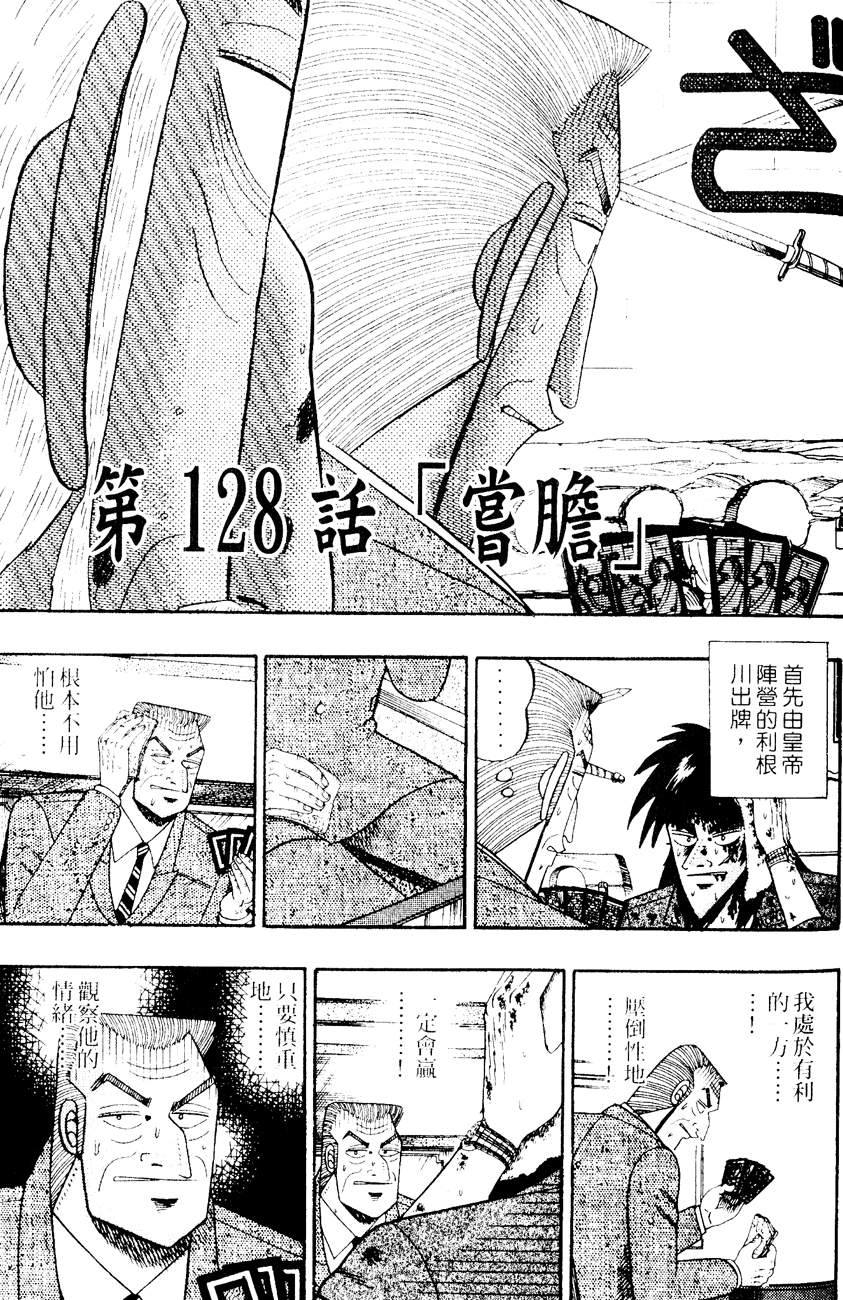 ざ
第128話「嘗膽」
首先由皇帝
陣營的利根
川出牌，
………
根本不用
怕他……
我處於有利
的一方……
…！
壓倒性地
……！
一定會贏
……！
只要慎重
地……
觀察他的
情緒……